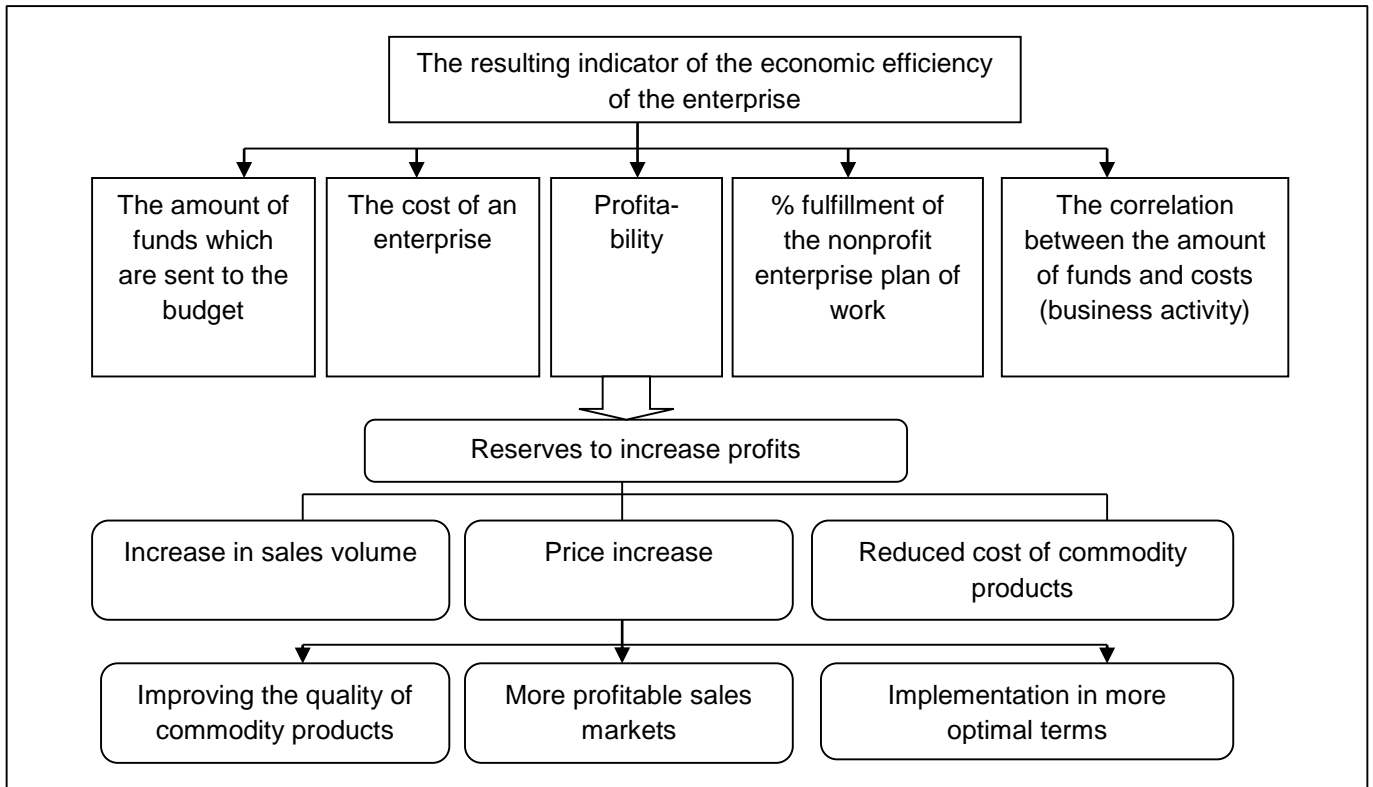 The resulting indicator of the economic efficiency
of the enterprise
The amount of
funds which
are sent to the
budget
The cost of an
enterprise
Profita-
bility
% fulfillment of
the nonprofit
enterprise plan of
work
The correlation
between the amount
of funds and costs
(business activity)
Reserves to increase profits
Increase in sales volume
Price increase
Reduced cost of commodity
products
Improving the quality of
commodity products
More profitable sales
markets
Implementation in more
optimal terms